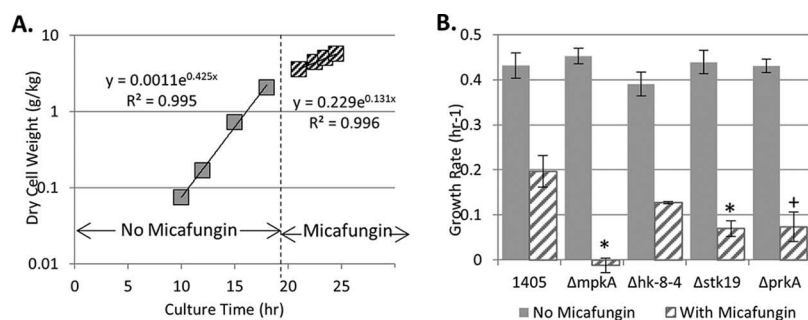 A.
Dry Cell Weight (g/kg)
10
1
0.1
0.01
y = 0.0011e^0.425x
R² = 0.995
y = 0.229e^0.131x
R² = 0.996
No Micafungin
Micafungin
0 5 10 15 20 25
Culture Time (hr)
B.
Growth Rate (hr-1)
0.5
0.4
0.3
0.2
0.1
0
*
*
+
1405 ΔmpkA Δhk-8-4 Δstk19 ΔprkA
No Micafungin With Micafungin